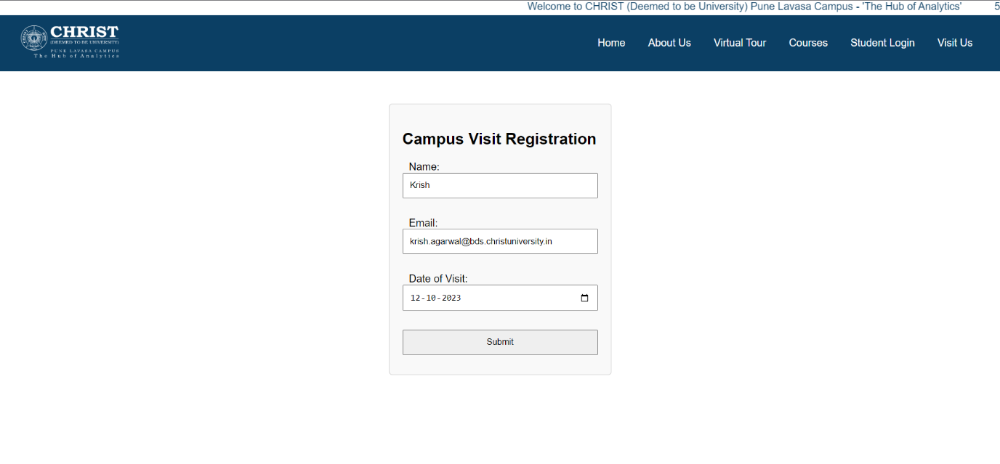 Welcome to CHRIST (Deemed to be University) Pune Lavasa Campus - 'The Hub of Analytics' 5
CHRIST
(DEEMED TO BE UNIVERSITY)
PUNE LAVASA CAMPUS
The Hub of Analytics
Home About Us Virtual Tour Courses Student Login Visit Us
Campus Visit Registration
Name:
Krish
Email:
krish.agarwal@bds.christuniversity.in
Date of Visit:
12-10-2023
Submit